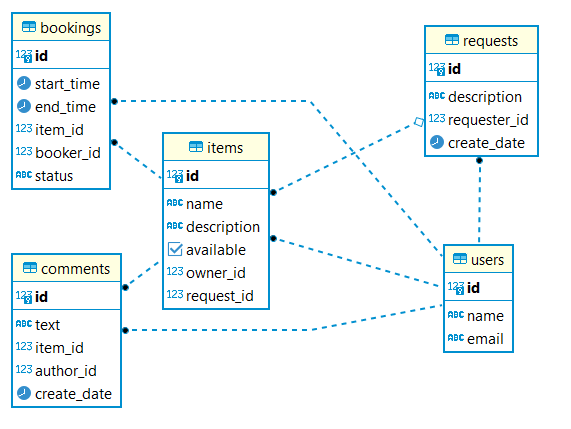 bookings
123 id
start_time
end_time
123 item_id
123 booker_id
ABC status
requests
123 id
ABC description
123 requester_id
create_date
items
123 id
ABC name
ABC description
available
123 owner_id
123 request_id
comments
123 id
ABC text
123 item_id
123 author_id
create_date
users
123 id
ABC name
ABC email